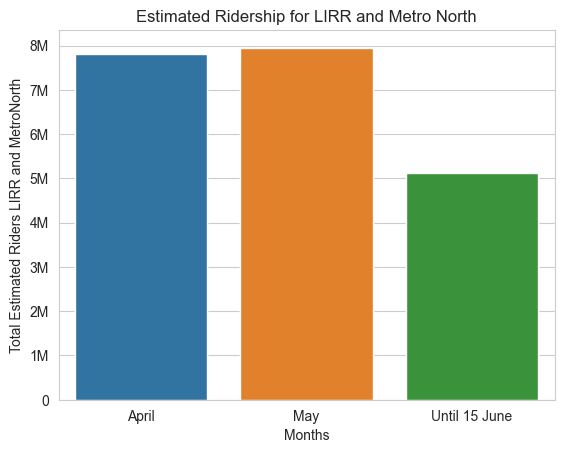 Estimated Ridership for LIRR and Metro North
Total Estimated Riders LIRR and MetroNorth
8M
7M
6M
5M
4M
3M
2M
1M
0
April
May
Until 15 June
Months